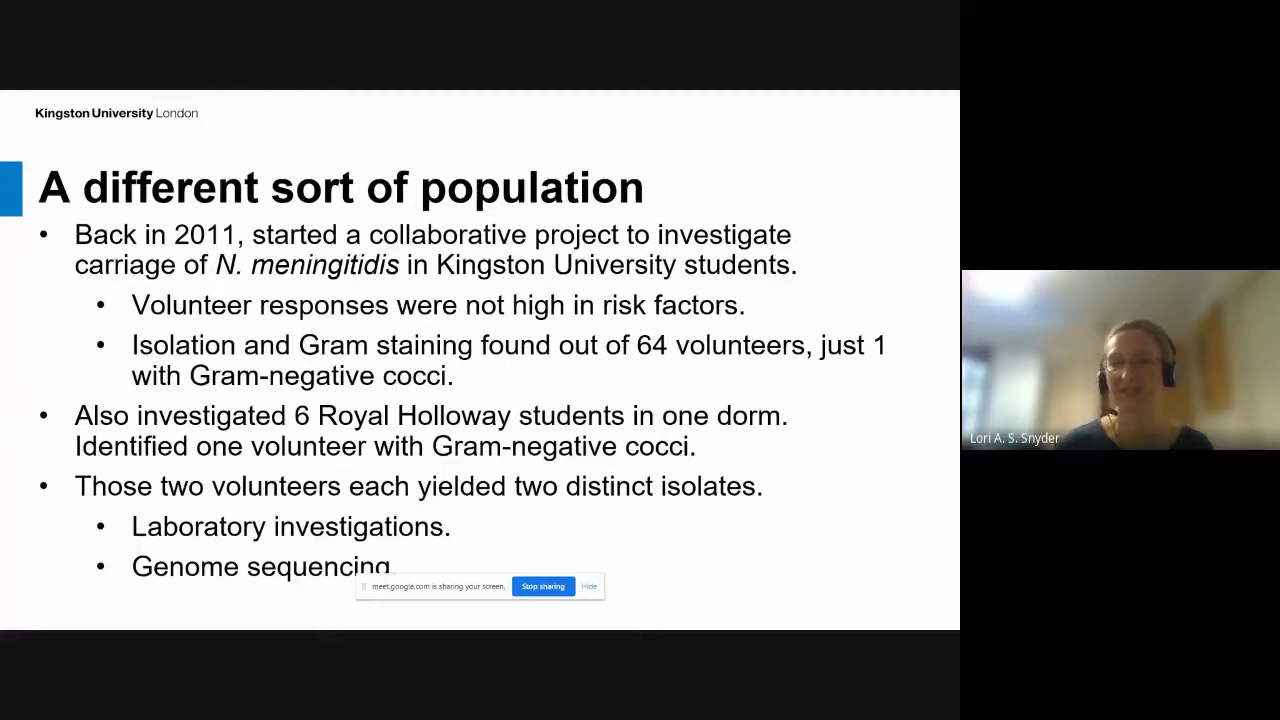 Kingston University London
A different sort of population
• Back in 2011, started a collaborative project to investigate
carriage of N. meningitidis in Kingston University students.
• Volunteer responses were not high in risk factors.
• Isolation and Gram staining found out of 64 volunteers, just 1
with Gram-negative cocci.
• Also investigated 6 Royal Holloway students in one dorm.
Identified one volunteer with Gram-negative cocci.
• Those two volunteers each yielded two distinct isolates.
• Laboratory investigations.
• Genome sequencing.
meet.google.com is sharing your screen. Stop sharing Hide
Lori A. S. Snyder